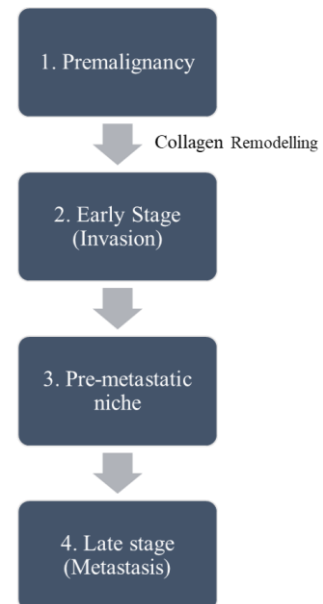 1. Premalignancy
Collagen Remodelling
2. Early Stage
(Invasion)
3. Pre-metastatic
niche
4. Late stage
(Metastasis)